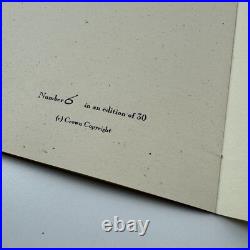 Number 6 in an edition of 30
(c) Crown Copyright